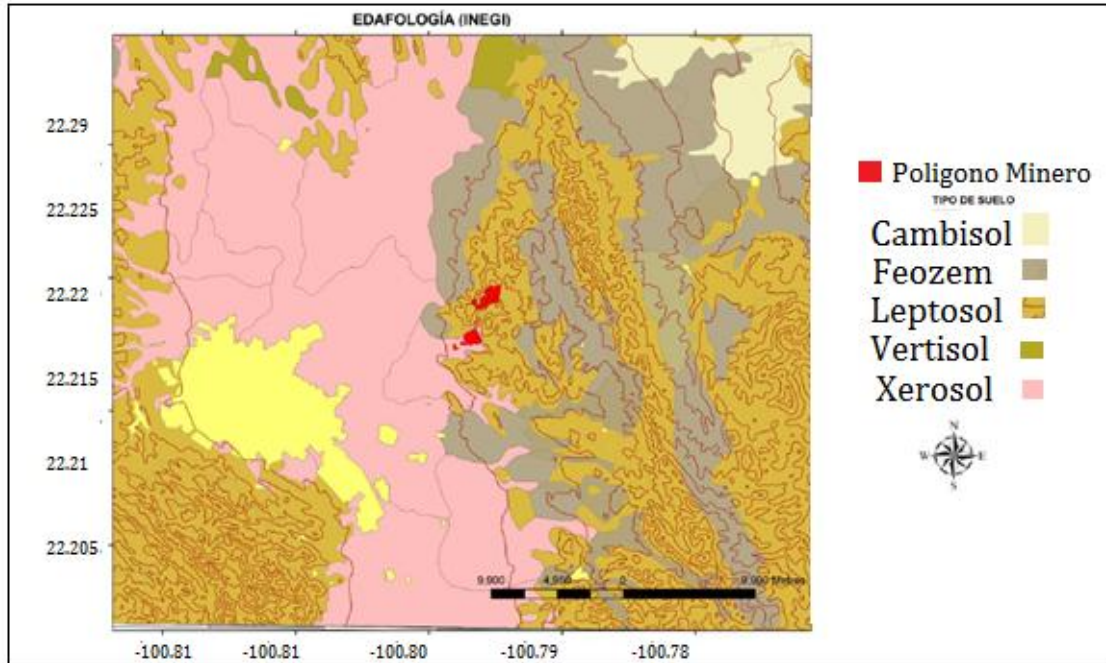 EDAFOLOGÍA (INEGI)
22.29
22.225
22.22
22.215
22.21
22.205
-100.81
-100.81
-100.80
-100.79
-100.78
9,900 4,950 0 9,900 Metros
Poligono Minero
TIPO DE SUELO
Cambisol
Feozem
Leptosol
Vertisol
Xerosol
N
W E
S